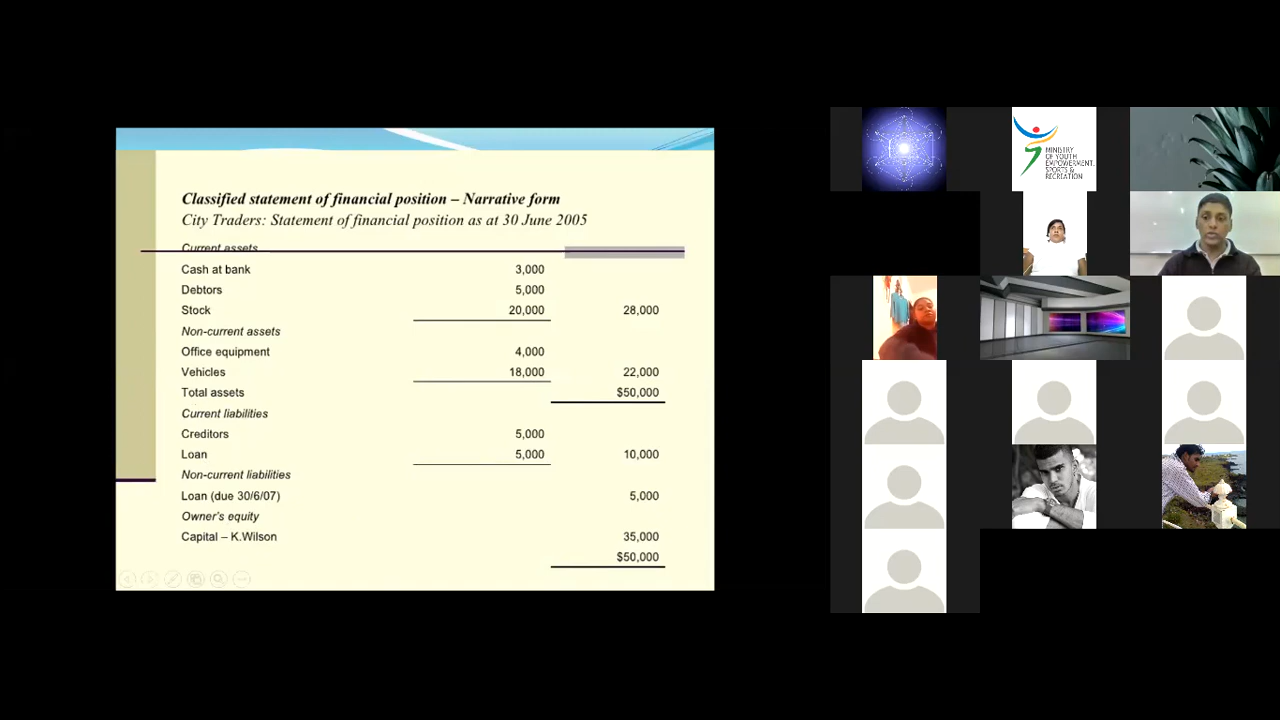 Classified statement of financial position – Narrative form
City Traders: Statement of financial position as at 30 June 2005
Current assets
Cash at bank 3,000
Debtors 5,000
Stock 20,000 28,000
Non-current assets
Office equipment 4,000
Vehicles 18,000 22,000
Total assets $50,000
Current liabilities
Creditors 5,000
Loan 5,000 10,000
Non-current liabilities
Loan (due 30/6/07) 5,000
Owner's equity
Capital – K.Wilson 35,000
$50,000
MINISTRY
OF YOUTH
EMPOWERMENT,
SPORTS &
RECREATION